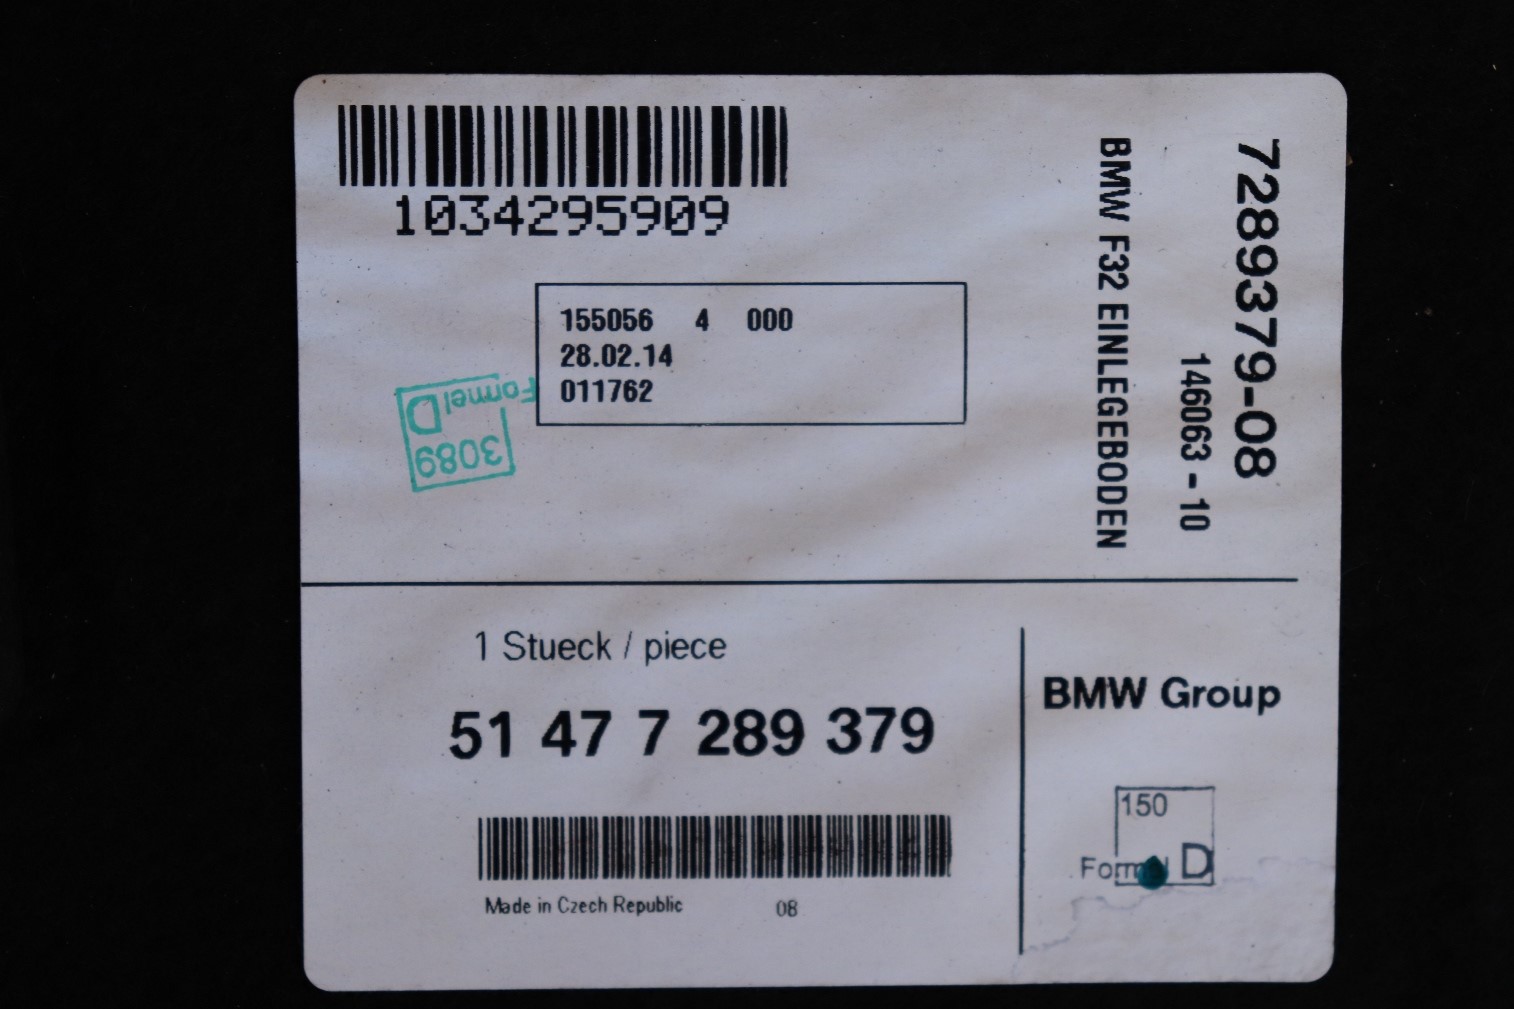 1034295909
155056 4 000
28.02.14
011762
Formel D
3089
7289379-08
146063 - 10
BMW F32 EINLEGEBODEN
1 Stueck / piece
51 47 7 289 379
Made in Czech Republic 08
BMW Group
150
Formel D